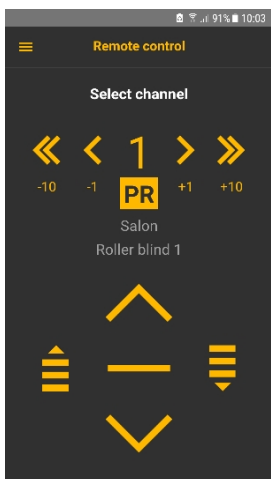 91% 10:03
Remote control
Select channel
1
-10 -1 PR +1 +10
Salon
Roller blind 1